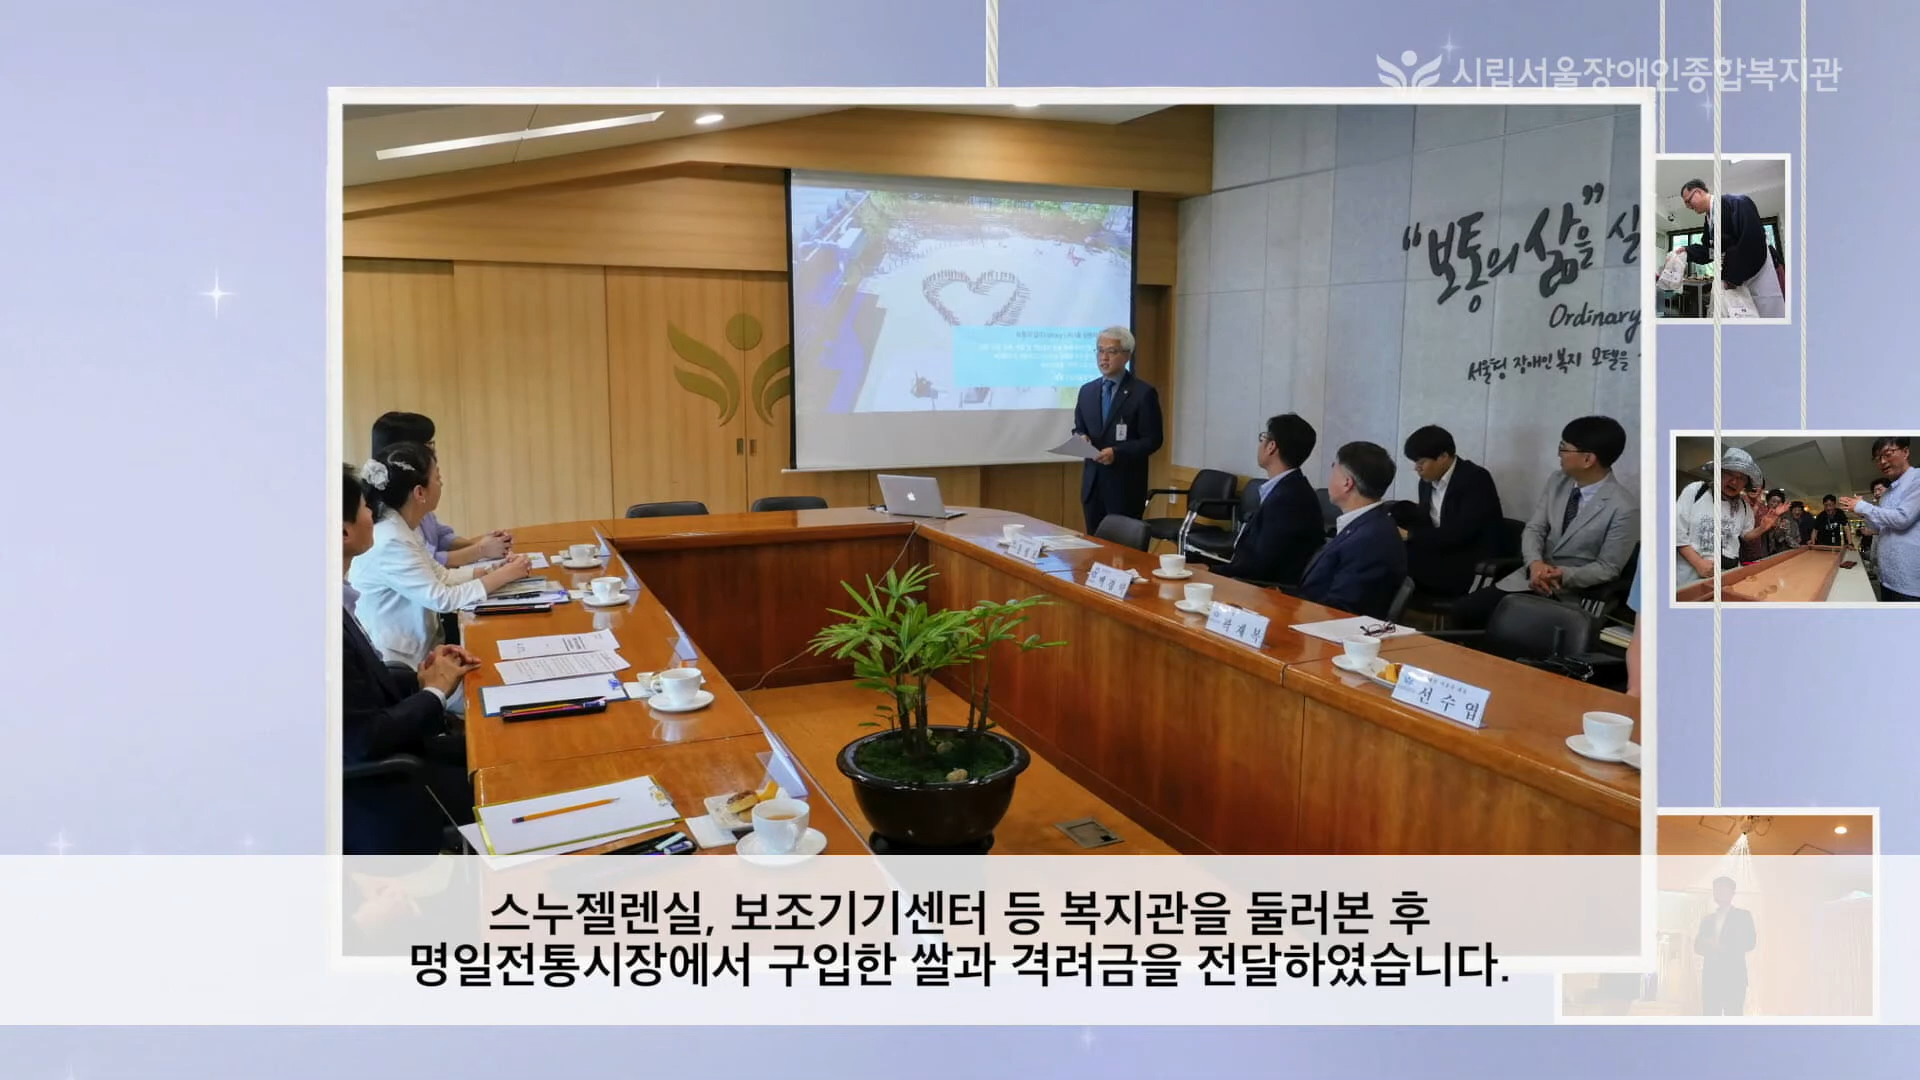 시립서울장애인종합복지관
“보통의 삶”을 실
Ordinary
서울형 장애인복지 모델을
곽재복
선수엽
스누젤렌실, 보조기기센터 등 복지관을 둘러본 후
명일전통시장에서 구입한 쌀과 격려금을 전달하였습니다.